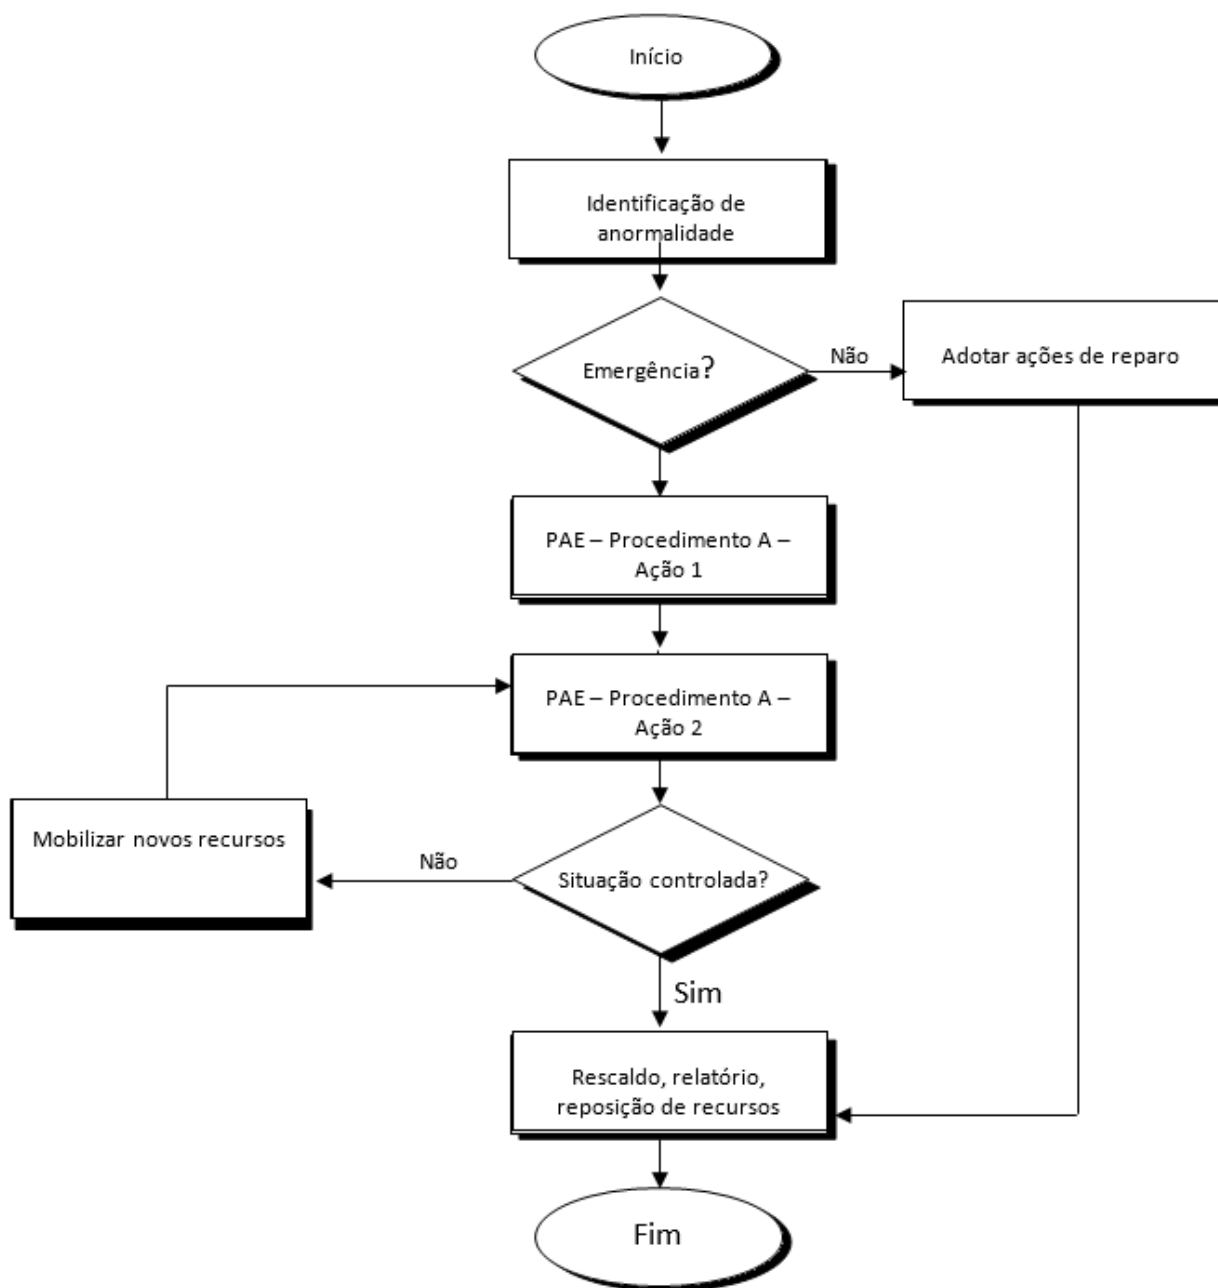 Início
Identificação de
anormalidade
Emergência?
Não
Adotar ações de reparo
PAE – Procedimento A –
Ação 1
PAE – Procedimento A –
Ação 2
Mobilizar novos recursos
Não
Situação controlada?
Sim
Rescaldo, relatório,
reposição de recursos
Fim